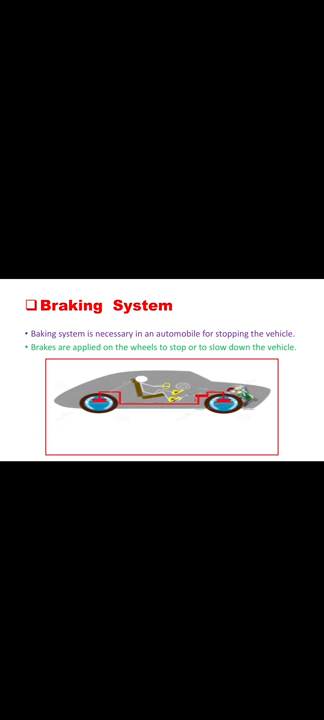 ❑Braking System
• Baking system is necessary in an automobile for stopping the vehicle.
• Brakes are applied on the wheels to stop or to slow down the vehicle.